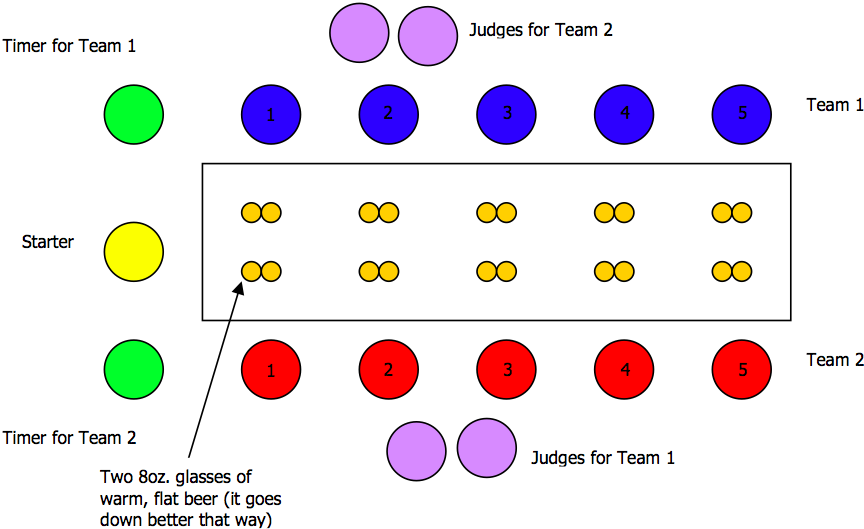 Judges for Team 2
Timer for Team 1
1 2 3 4 5
Team 1
Starter
1 2 3 4 5
Team 2
Timer for Team 2
Judges for Team 1
Two 8oz. glasses of
warm, flat beer (it goes
down better that way)